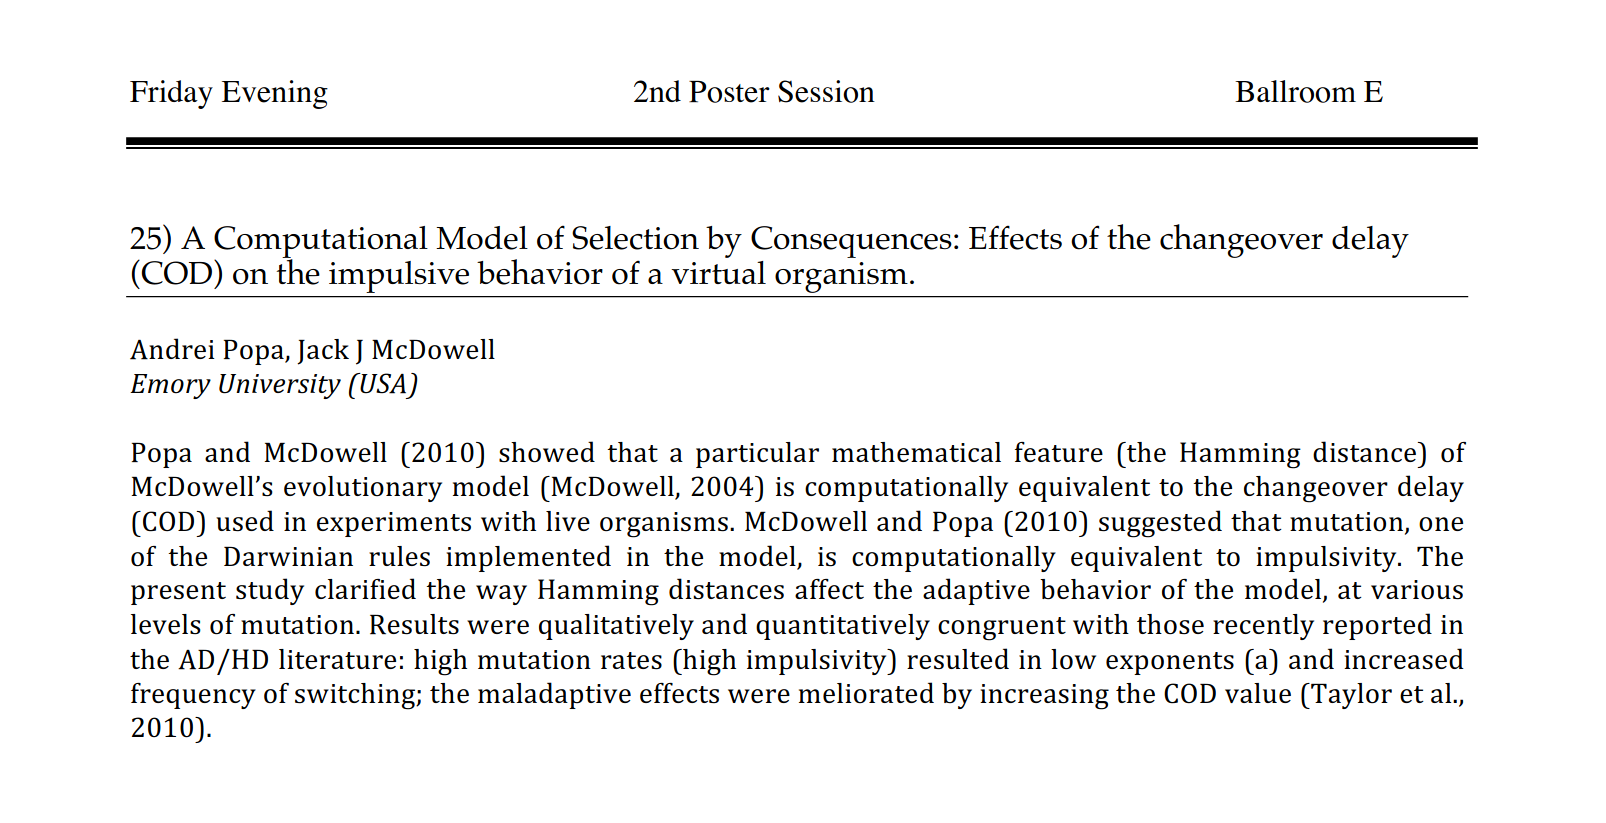 Friday Evening 2nd Poster Session Ballroom E
25) A Computational Model of Selection by Consequences: Effects of the changeover delay
(COD) on the impulsive behavior of a virtual organism.
Andrei Popa, Jack J McDowell
Emory University (USA)
Popa and McDowell (2010) showed that a particular mathematical feature (the Hamming distance) of
McDowell’s evolutionary model (McDowell, 2004) is computationally equivalent to the changeover delay
(COD) used in experiments with live organisms. McDowell and Popa (2010) suggested that mutation, one
of the Darwinian rules implemented in the model, is computationally equivalent to impulsivity. The
present study clarified the way Hamming distances affect the adaptive behavior of the model, at various
levels of mutation. Results were qualitatively and quantitatively congruent with those recently reported in
the AD/HD literature: high mutation rates (high impulsivity) resulted in low exponents (a) and increased
frequency of switching; the maladaptive effects were meliorated by increasing the COD value (Taylor et al.,
2010).